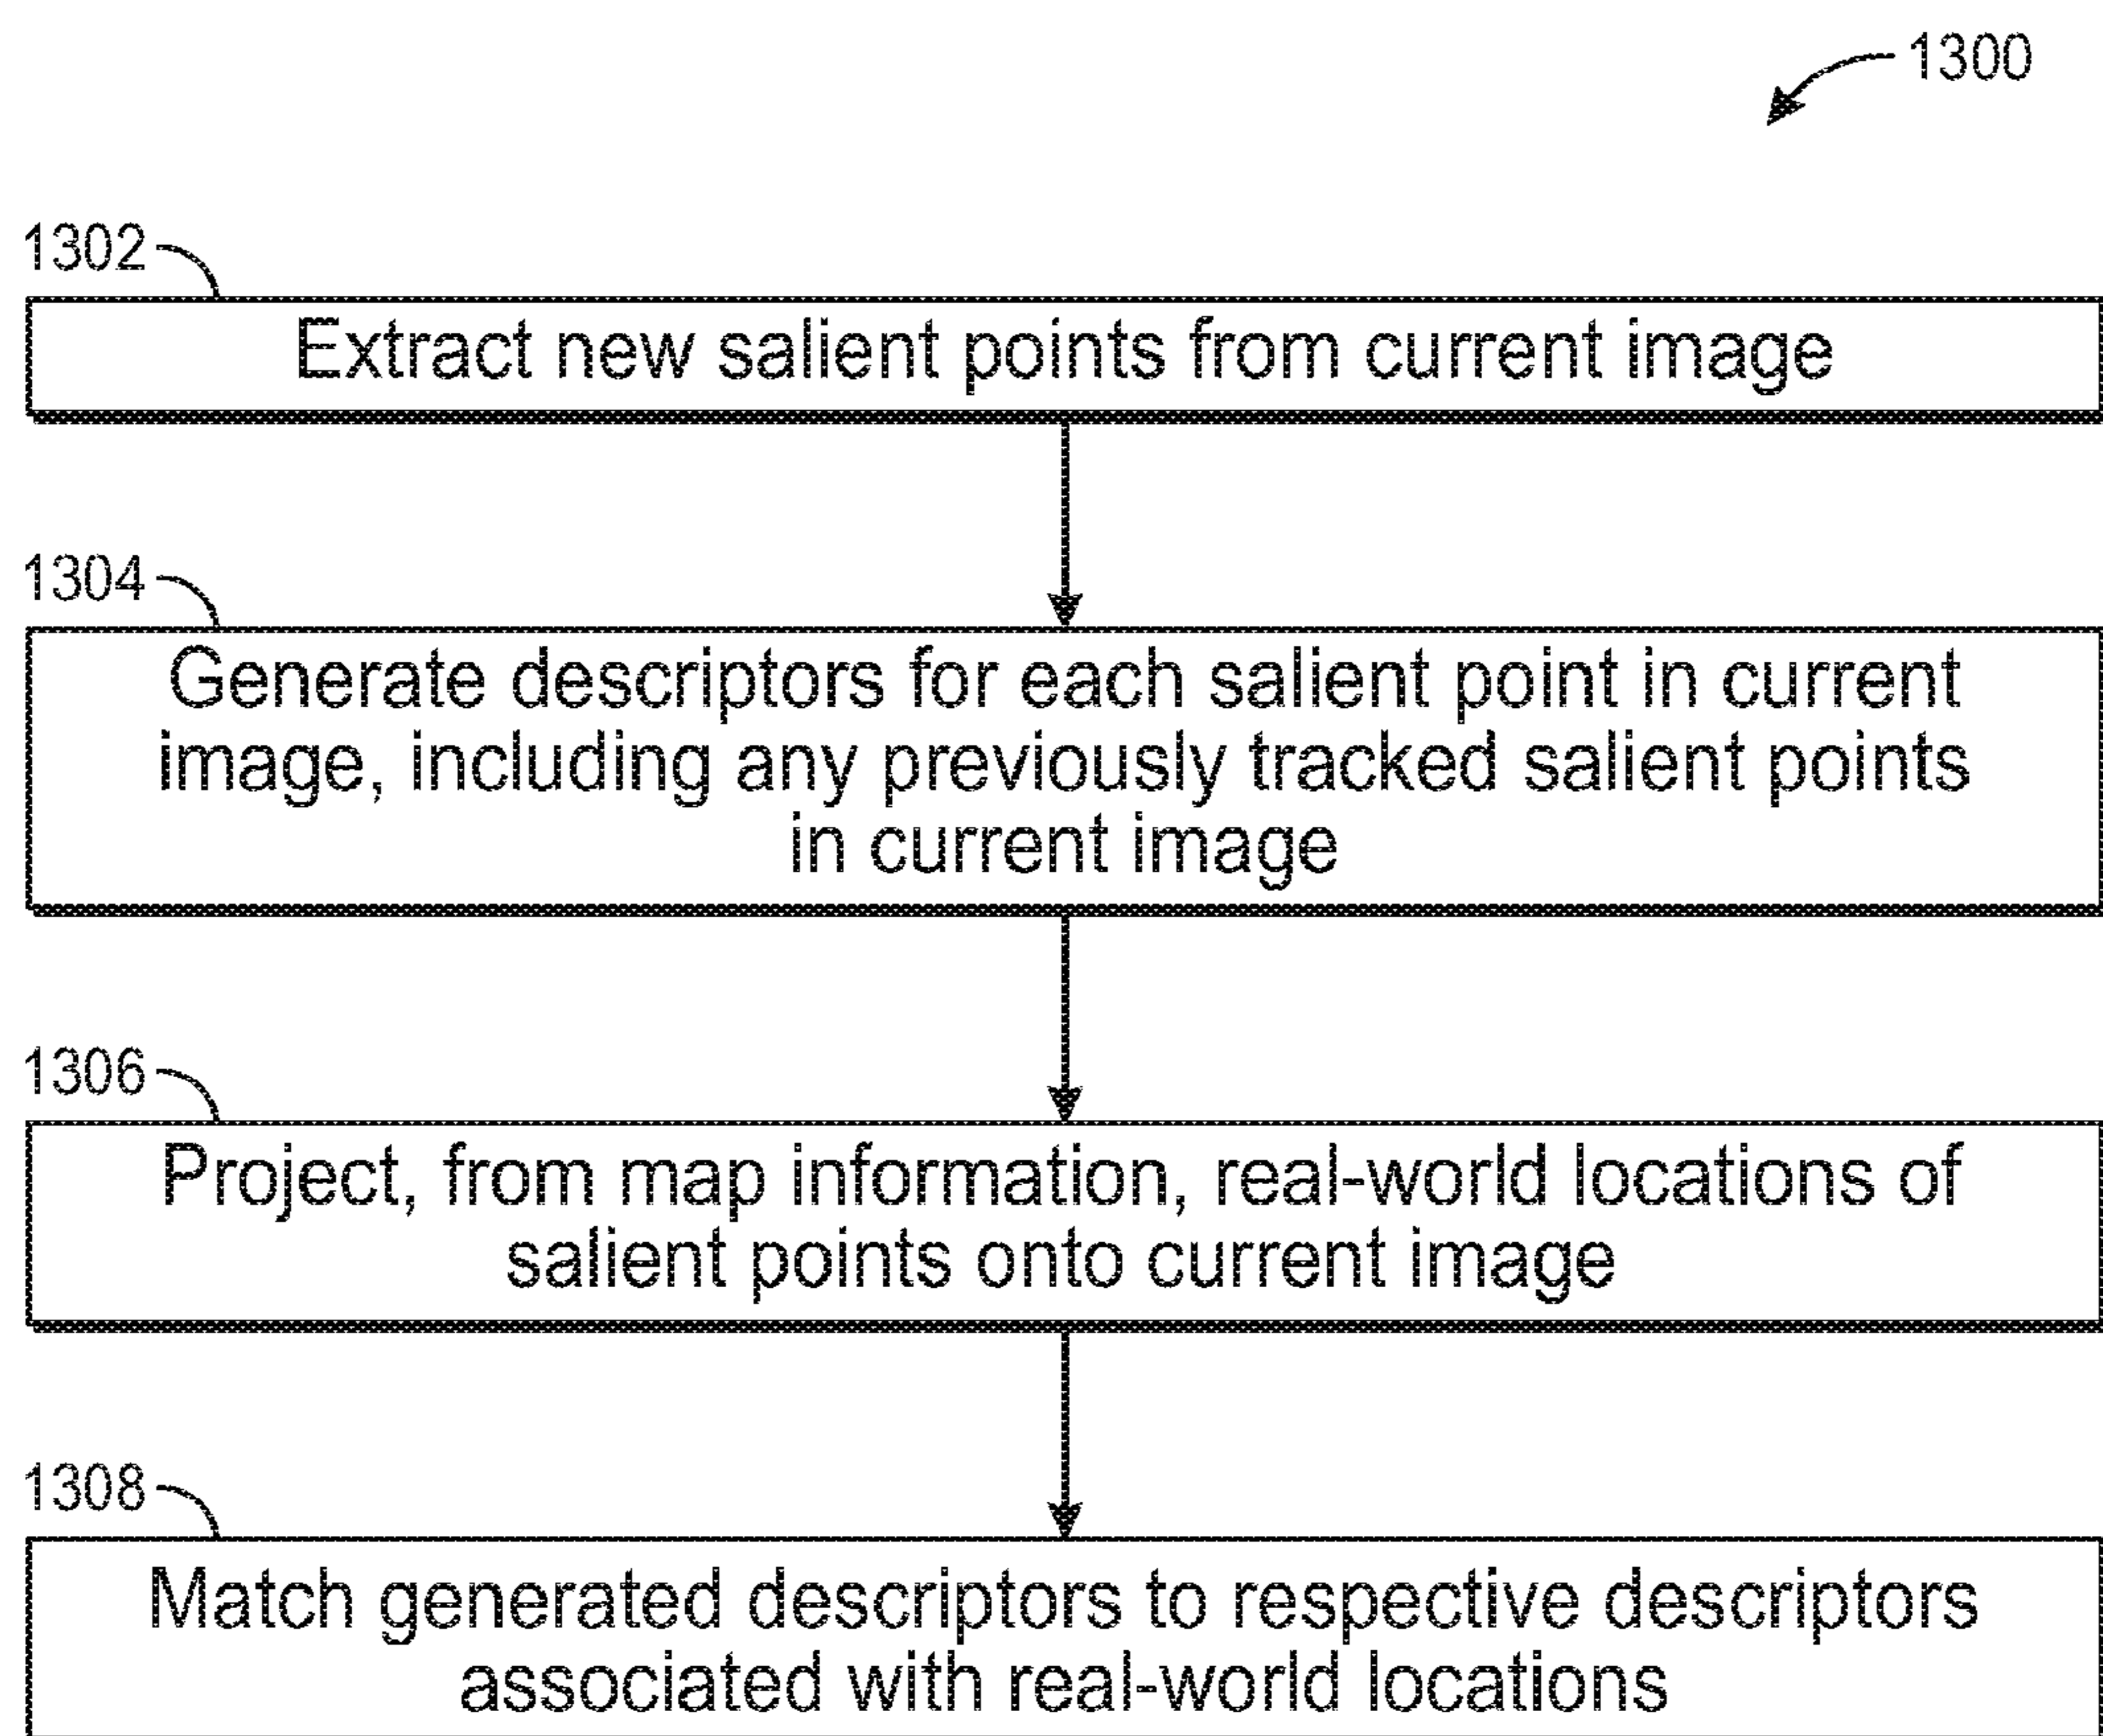 1300
1302
Extract new salient points from current image
1304
Generate descriptors for each salient point in current
image, including any previously tracked salient points
in current image
1306
Project, from map information, real-world locations of
salient points onto current image
1308
Match generated descriptors to respective descriptors
associated with real-world locations